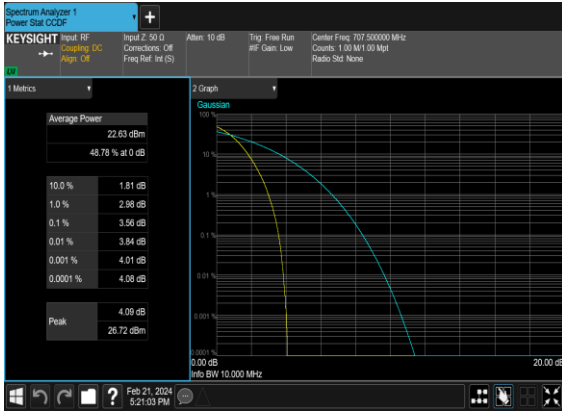 Spectrum Analyzer 1
Power Stat CCDF
KEYSIGHT
Input: RF
Coupling: DC
Align: Off
Input Z: 50 Ω
Corrections: Off
Freq Ref: Int (S)
Atten: 10 dB
Trig: Free Run
#IF Gain: Low
Center Freq: 707.500000 MHz
Counts: 1.00 M/1.00 Mpt
Radio Std: None
1 Metrics
Average Power
22.63 dBm
48.78 % at 0 dB
10.0 % 1.81 dB
1.0 % 2.98 dB
0.1 % 3.56 dB
0.01 % 3.84 dB
0.001 % 4.01 dB
0.0001 % 4.08 dB
Peak
4.09 dB
26.72 dBm
2 Graph
Gaussian
100 %
10 %
1 %
0.1 %
0.01 %
0.001 %
0.0001 %
0.00 dB
20.00 dB
Info BW 10.000 MHz
Feb 21, 2024
5:21:03 PM